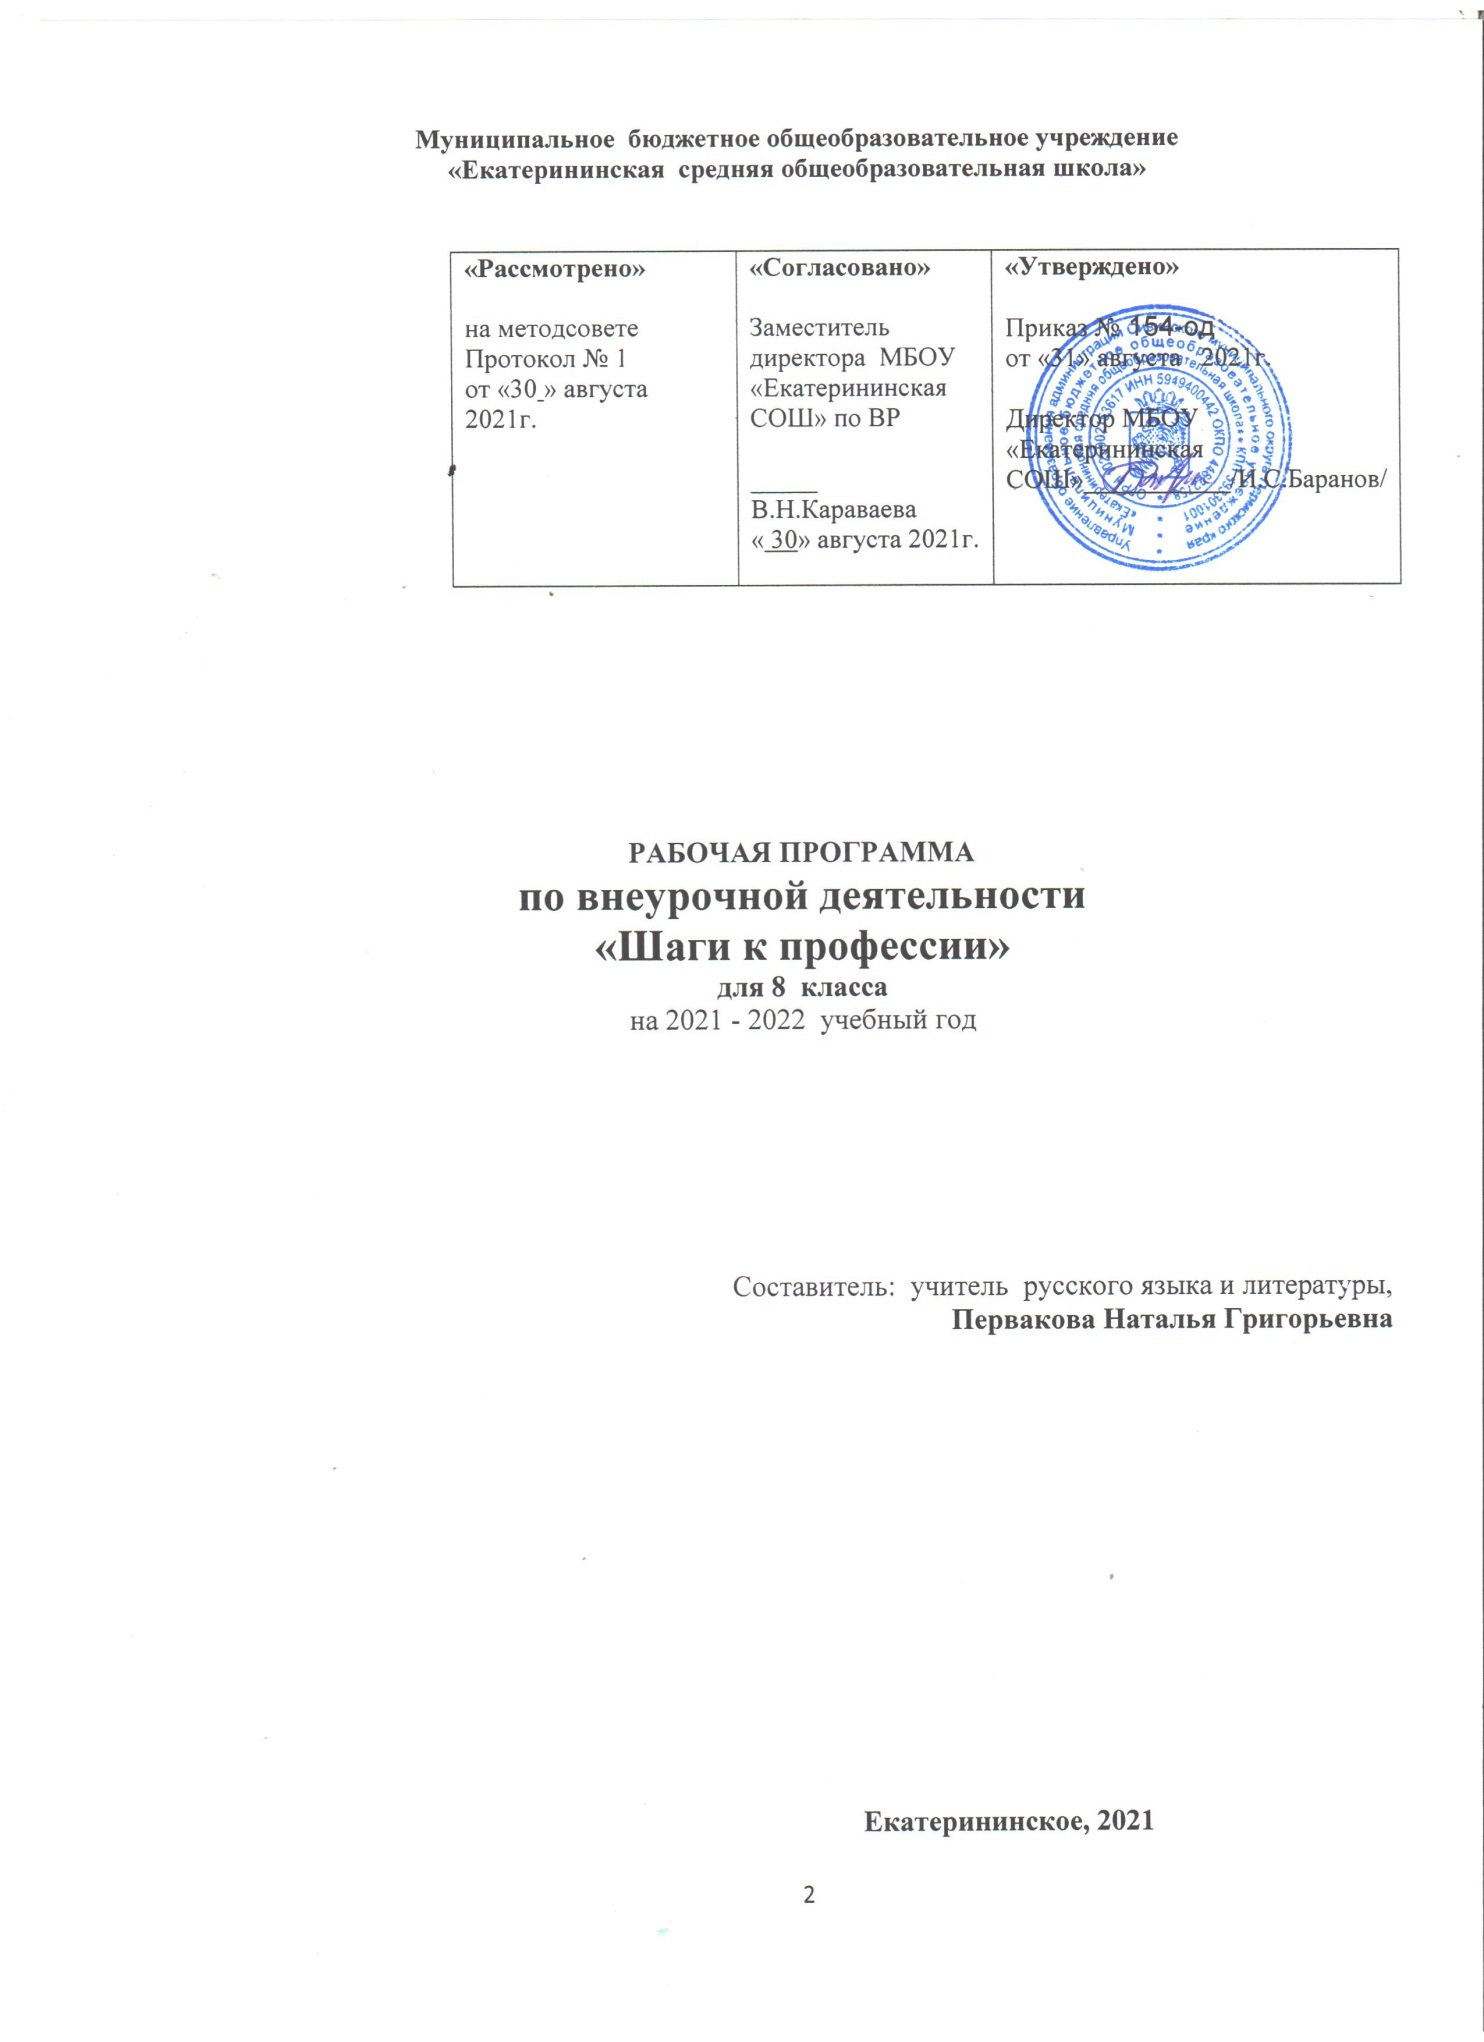 Муниципальное бюджетное общеобразовательное учреждение
«Екатерининская средняя общеобразовательная школа»
«Рассмотрено»
на методсовете
Протокол № 1
от «30_» августа
2021г.
«Согласовано»
Заместитель
директора МБОУ
«Екатерининская
СОШ» по ВР
_____
В.Н.Караваева
« 30» августа 2021г.
«Утверждено»
Приказ № 154-од
от «31» августа 2021г.
Директор МБОУ
«Екатерининская
СОШ»___________/И.С.Баранов/
РАБОЧАЯ ПРОГРАММА
по внеурочной деятельности
«Шаги к профессии»
для 8 класса
на 2021 - 2022 учебный год
Составитель: учитель русского языка и литературы,
Первакова Наталья Григорьевна
Екатерининское, 2021
2